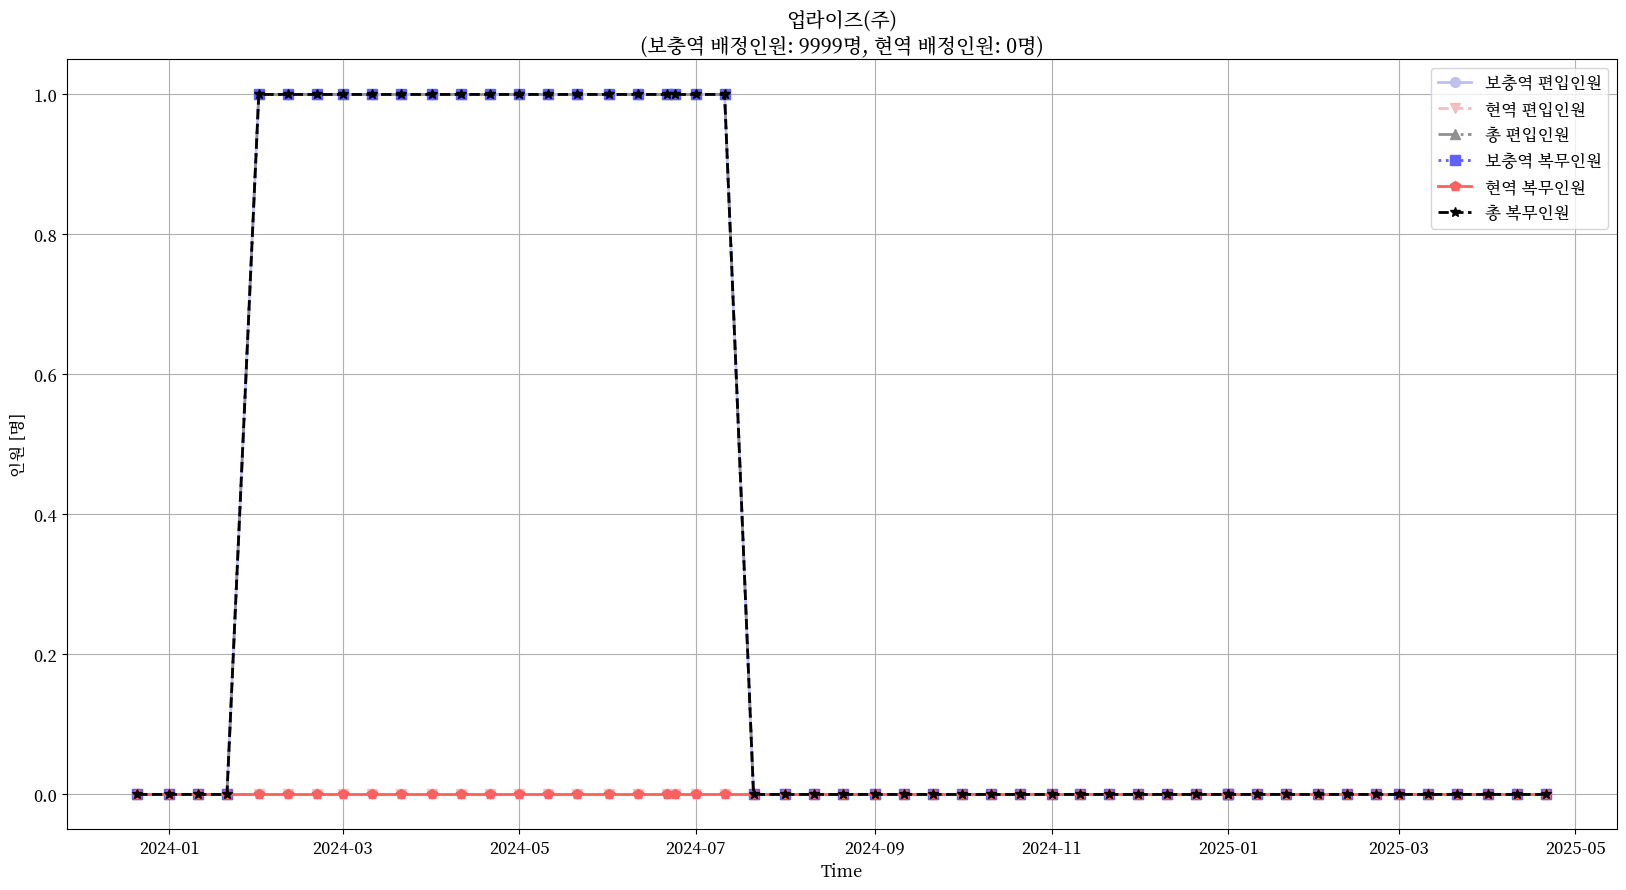 업라이즈(주)
(보충역 배정인원: 9999명, 현역 배정인원: 0명)
보충역 편입인원
현역 편입인원
총 편입인원
보충역 복무인원
현역 복무인원
총 복무인원
인원 [명]
1.0
0.8
0.6
0.4
0.2
0.0
2024-01 2024-03 2024-05 2024-07 2024-09 2024-11 2025-01 2025-03 2025-05
Time